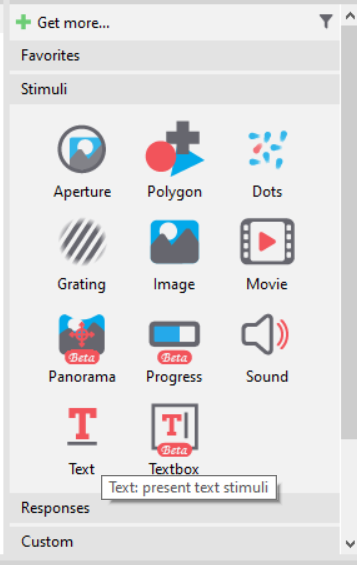 Get more...
Favorites
Stimuli
Aperture Polygon Dots
Grating Image Movie
Beta Beta
Panorama Progress Sound
T T
Beta
Text Textbox
Text: present text stimuli
Responses
Custom